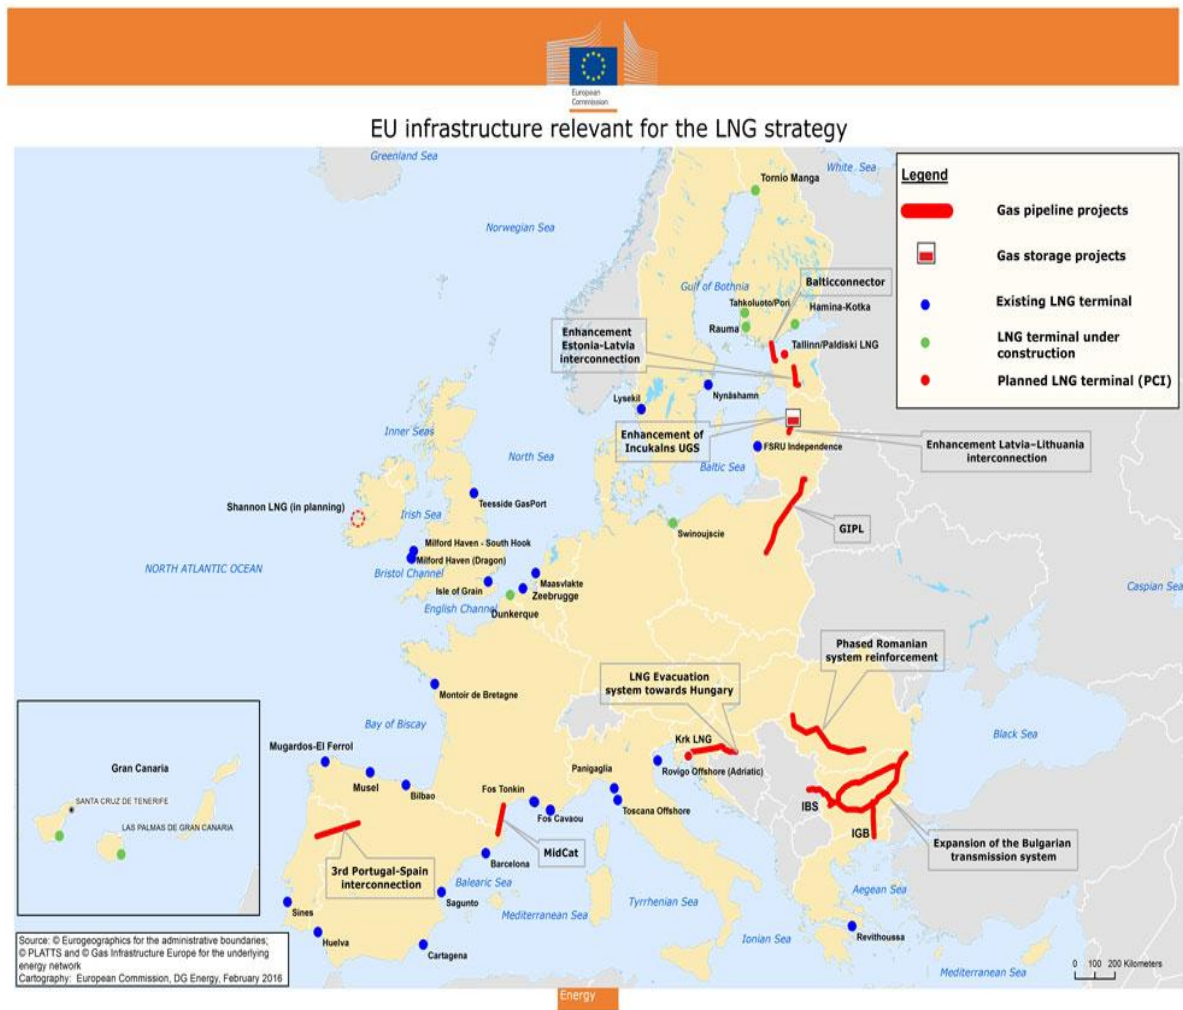 European
Commission
EU infrastructure relevant for the LNG strategy
Greenland Sea
White Sea
Norwegian Sea
Tornio Manga
Legend
Gas pipeline projects
Gas storage projects
Existing LNG terminal
LNG terminal under
construction
Planned LNG terminal (PCI)
Gulf of Bothnia
Balticconnector
Tahkoluoto/Pori
Hamina-Kotka
Rauma
Enhancement
Estonia-Latvia
interconnection
Tallinn/Paldiski LNG
Lysekil
Nynäshamn
Inner Seas
North Sea
Enhancement of
Incukalns UGS
FSRU Independence
Enhancement Latvia-Lithuania
interconnection
Baltic Sea
Teesside GasPort
Shannon LNG (in planning)
Irish Sea
GIPL
Swinoujscie
Milford Haven - South Hook
Milford Haven (Dragon)
NORTH ATLANTIC OCEAN
Bristol Channel
Maasvlakte
Isle of Grain
Zeebrugge
English Channel
Dunkerque
Caspian Sea
Phased Romanian
system reinforcement
LNG Evacuation
system towards Hungary
Montoir de Bretagne
Bay of Biscay
Black Sea
Krk LNG
Mugardos-El Ferrol
Panigaglia
Rovigo Offshore (Adriatic)
Gran Canaria
Musel
Bilbao
Fos Tonkin
SANTA CRUZ DE TENERIFE
Toscana Offshore
Fos Cavaou
IBS
LAS PALMAS DE GRAN CANARIA
IGB
MidCat
Expansion of the Bulgarian
transmission system
3rd Portugal-Spain
interconnection
Barcelona
Balearic Sea
Aegean Sea
Sagunto
Tyrrhenian Sea
Sines
Mediterranean Sea
Revithoussa
Huelva
Ionian Sea
Cartagena
Source: © Eurogeographics for the administrative boundaries;
© PLATTS and © Gas Infrastructure Europe for the underlying
energy network
Cartography: European Commission, DG Energy, February 2016
0 100 200 Kilometers
Mediterranean Sea
Energy